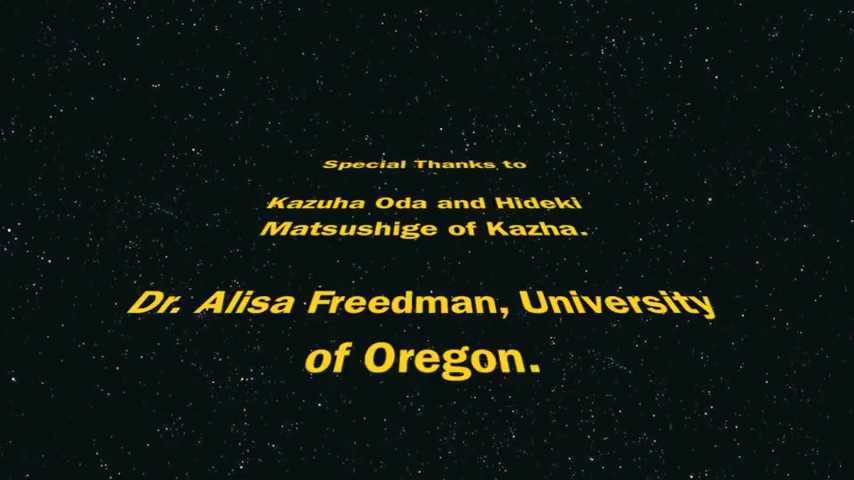 Special Thanks to
Kazuha Oda and Hideki
Matsushige of Kazha.
Dr. Alisa Freedman, University
of Oregon.